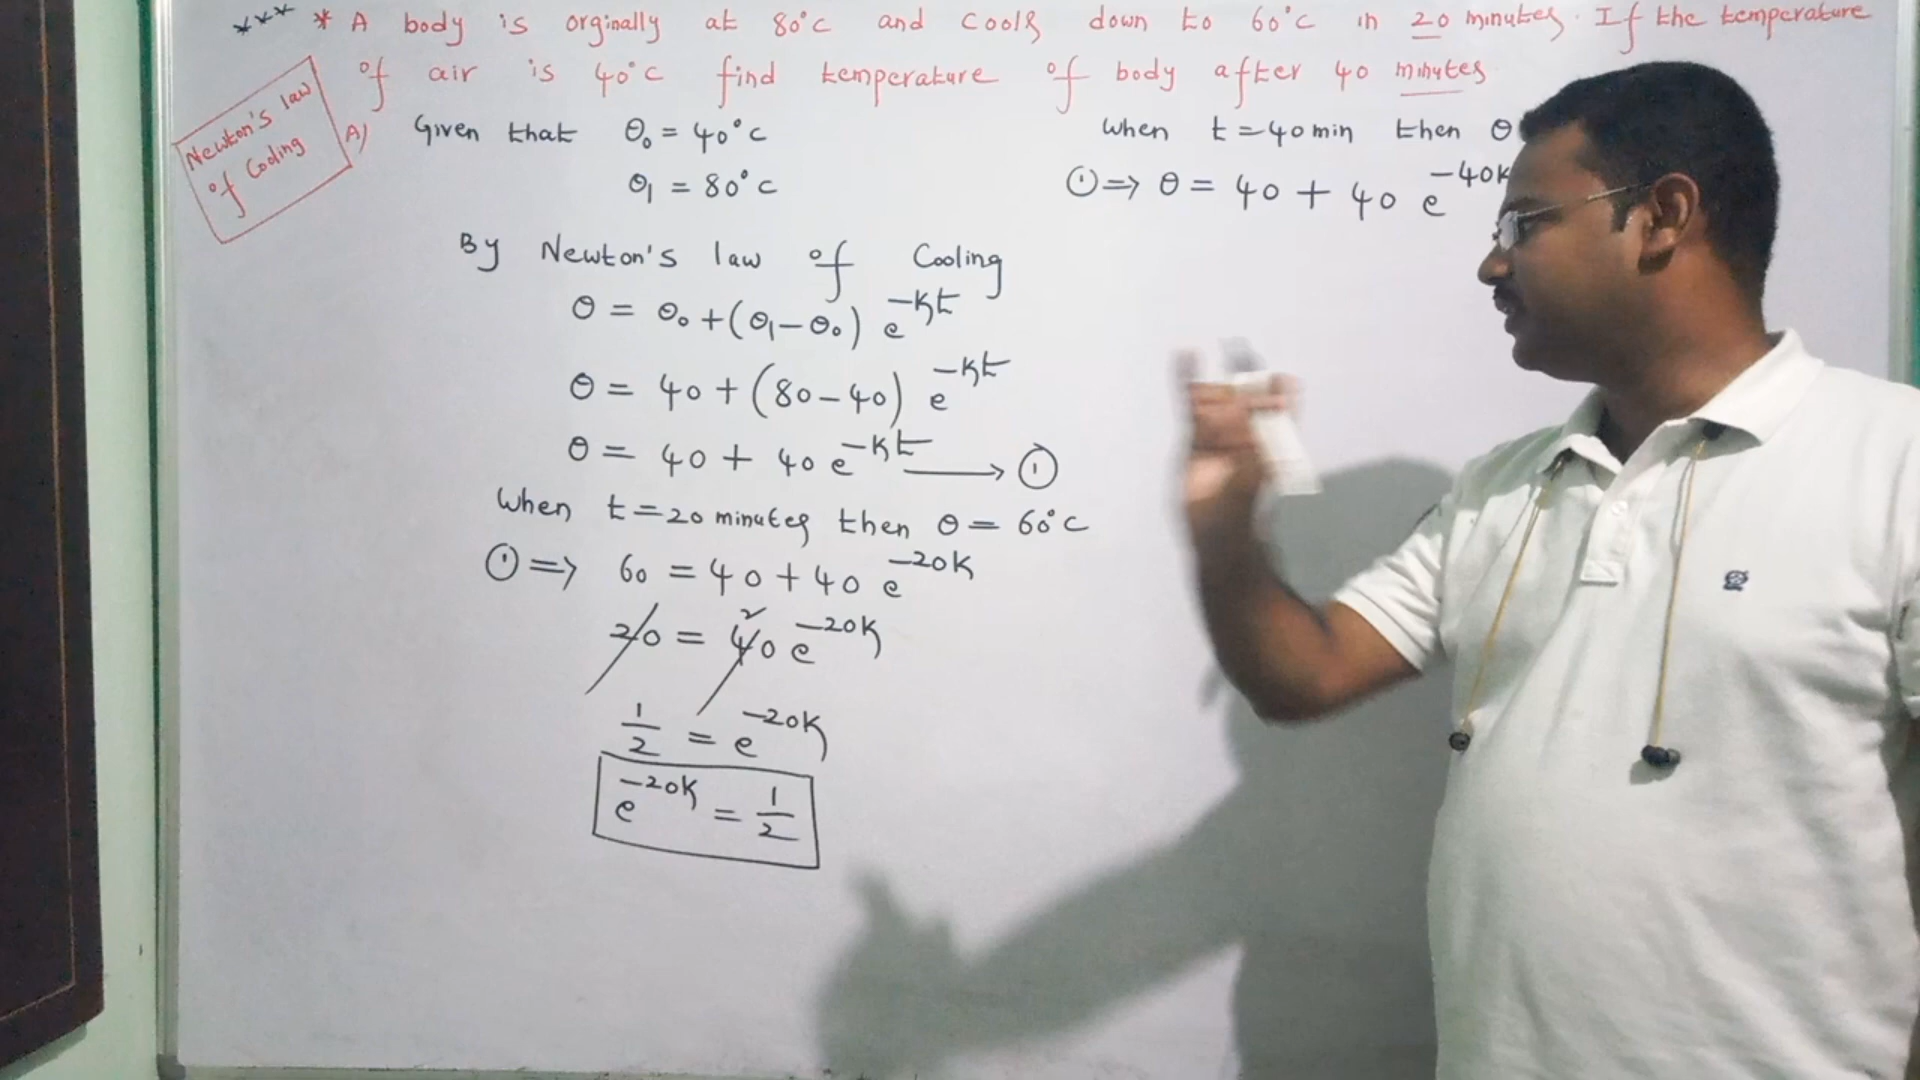 *** * A body is orginally at 80°c and cools down to 60°c in 20 minutes. If the temperature
of air is 40°c find temperature of body after 40 minutes
Newton's law
of Cooling
A) Given that θ₀ = 40°c
θ₁ = 80°c
By Newton's law of Cooling
θ = θ₀ + (θ₁ – θ₀) e^–kt
θ = 40 + (80 – 40) e^–kt
θ = 40 + 40 e^–kt ⟶ ①
When t = 20 minutes then θ = 60°c
① ⇒ 60 = 40 + 40 e^–20k
20 = 40 2 e^–20k
1/2 = e^–20k
e^–20k = 1/2
When t = 40 min then θ
① ⇒ θ = 40 + 40 e^–40k